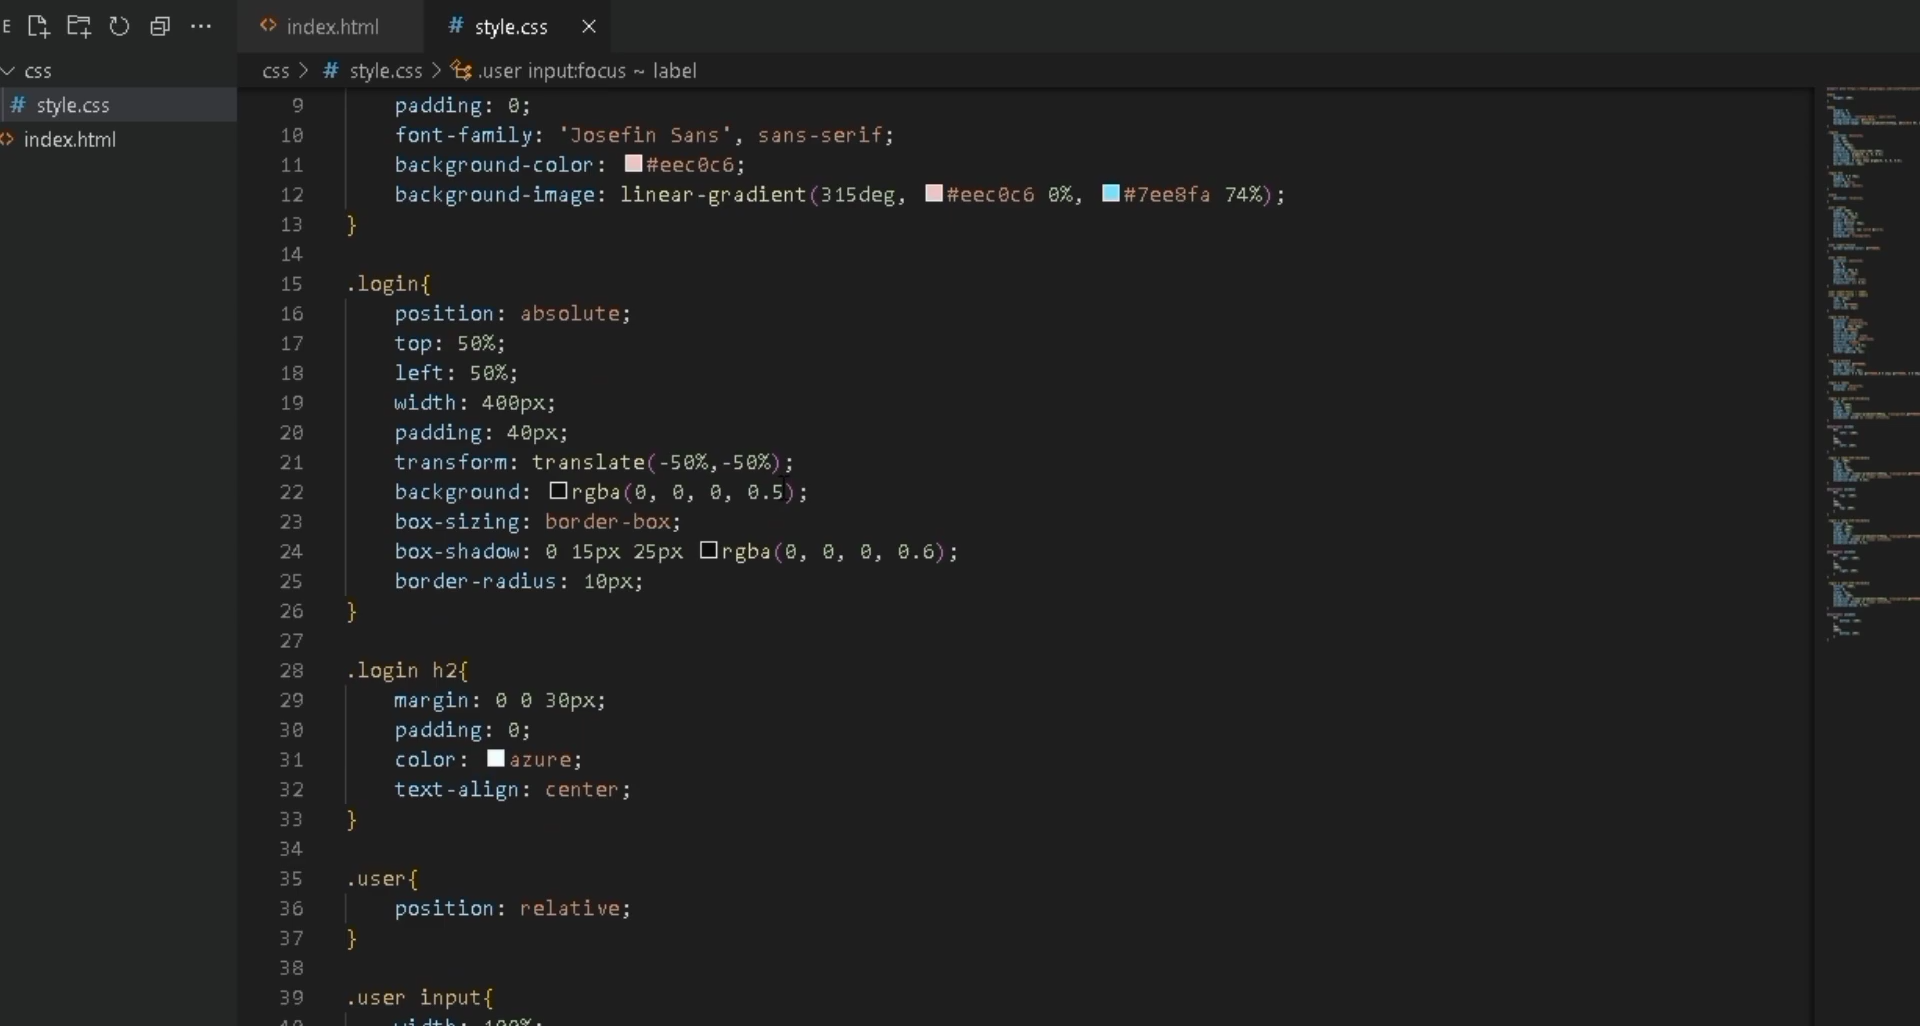 E
index.html
# style.css
css
css > # style.css > .user input:focus ~ label
# style.css
index.html
9 padding: 0;
10 font-family: 'Josefin Sans', sans-serif;
11 background-color: #eec0c6;
12 background-image: linear-gradient(315deg, #eec0c6 0%, #7ee8fa 74%);
13 }
14
15 .login{
16 position: absolute;
17 top: 50%;
18 left: 50%;
19 width: 400px;
20 padding: 40px;
21 transform: translate(-50%,-50%);
22 background: rgba(0, 0, 0, 0.5);
23 box-sizing: border-box;
24 box-shadow: 0 15px 25px rgba(0, 0, 0, 0.6);
25 border-radius: 10px;
26 }
27
28 .login h2{
29 margin: 0 0 30px;
30 padding: 0;
31 color: azure;
32 text-align: center;
33 }
34
35 .user{
36 position: relative;
37 }
38
39 .user input{
40 width: 100%;